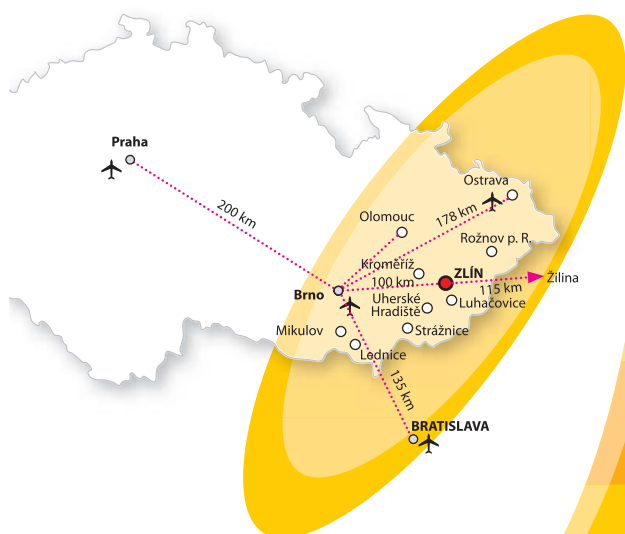 Praha
200 km
Ostrava
Olomouc
178 km
Rožnov p. R.
Kroměříž
ZLÍN
100 km
115 km
Žilina
Brno
Uherské
Hradiště
Luhačovice
Mikulov
Strážnice
Lednice
135 km
BRATISLAVA